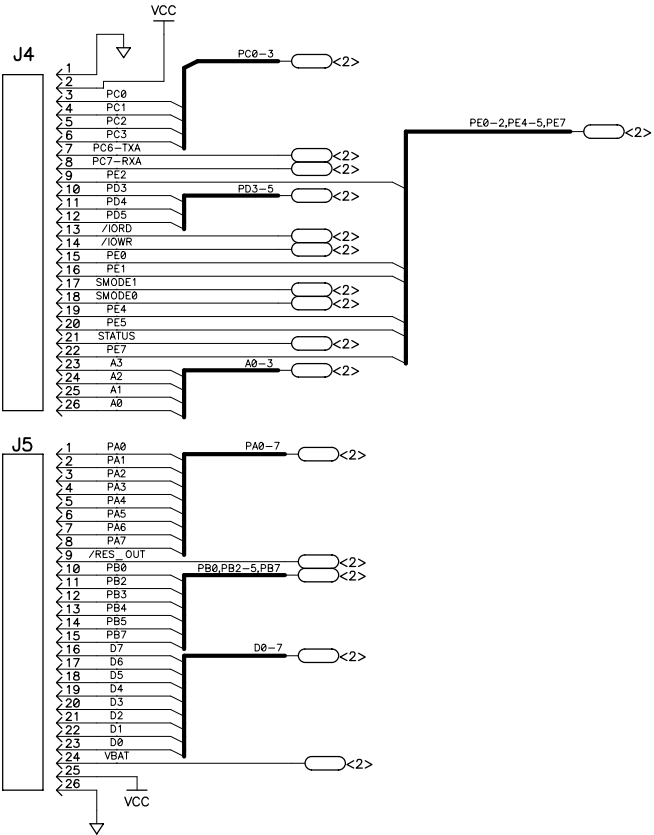 VCC
J4
PC0-3
<2>
1
2
3 PC0
4 PC1
5 PC2
6 PC3
PE0-2,PE4-5,PE7
<2>
7 PC6-TXA <2>
8 PC7-RXA <2>
9 PE2
10 PD3 PD3-5 <2>
11 PD4
12 PD5
13 /IORD <2>
14 /IOWR <2>
15 PE0
16 PE1
17 SMODE1 <2>
18 SMODE0 <2>
19 PE4
20 PE5
21 STATUS <2>
22 PE7
23 A3 A0-3 <2>
24 A2
25 A1
26 A0
J5
1 PA0 PA0-7 <2>
2 PA1
3 PA2
4 PA3
5 PA4
6 PA5
7 PA6
8 PA7
9 /RES_OUT <2>
10 PB0 PB0,PB2-5,PB7 <2>
11 PB2
12 PB3
13 PB4
14 PB5
15 PB7
16 D7 D0-7 <2>
17 D6
18 D5
19 D4
20 D3
21 D2
22 D1
23 D0
24 VBAT <2>
25
26
VCC